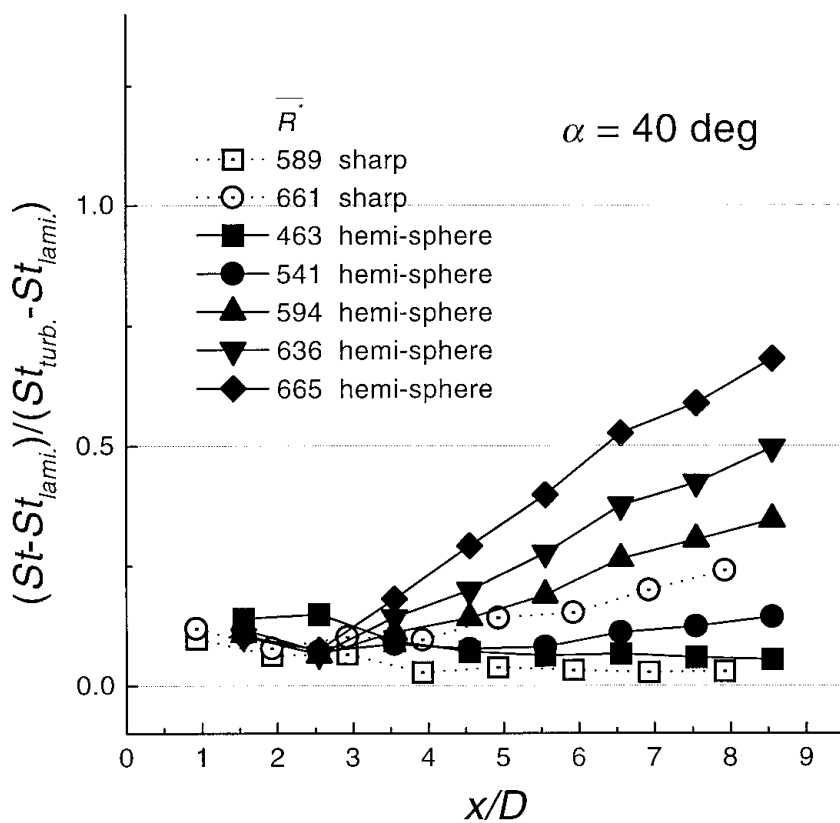 R*
α = 40 deg
589 sharp
661 sharp
463 hemi-sphere
541 hemi-sphere
594 hemi-sphere
636 hemi-sphere
665 hemi-sphere
(St-St_lami.)/(St_turb.-St_lami.)
1.0
0.5
0.0
0 1 2 3 4 5 6 7 8 9
x/D